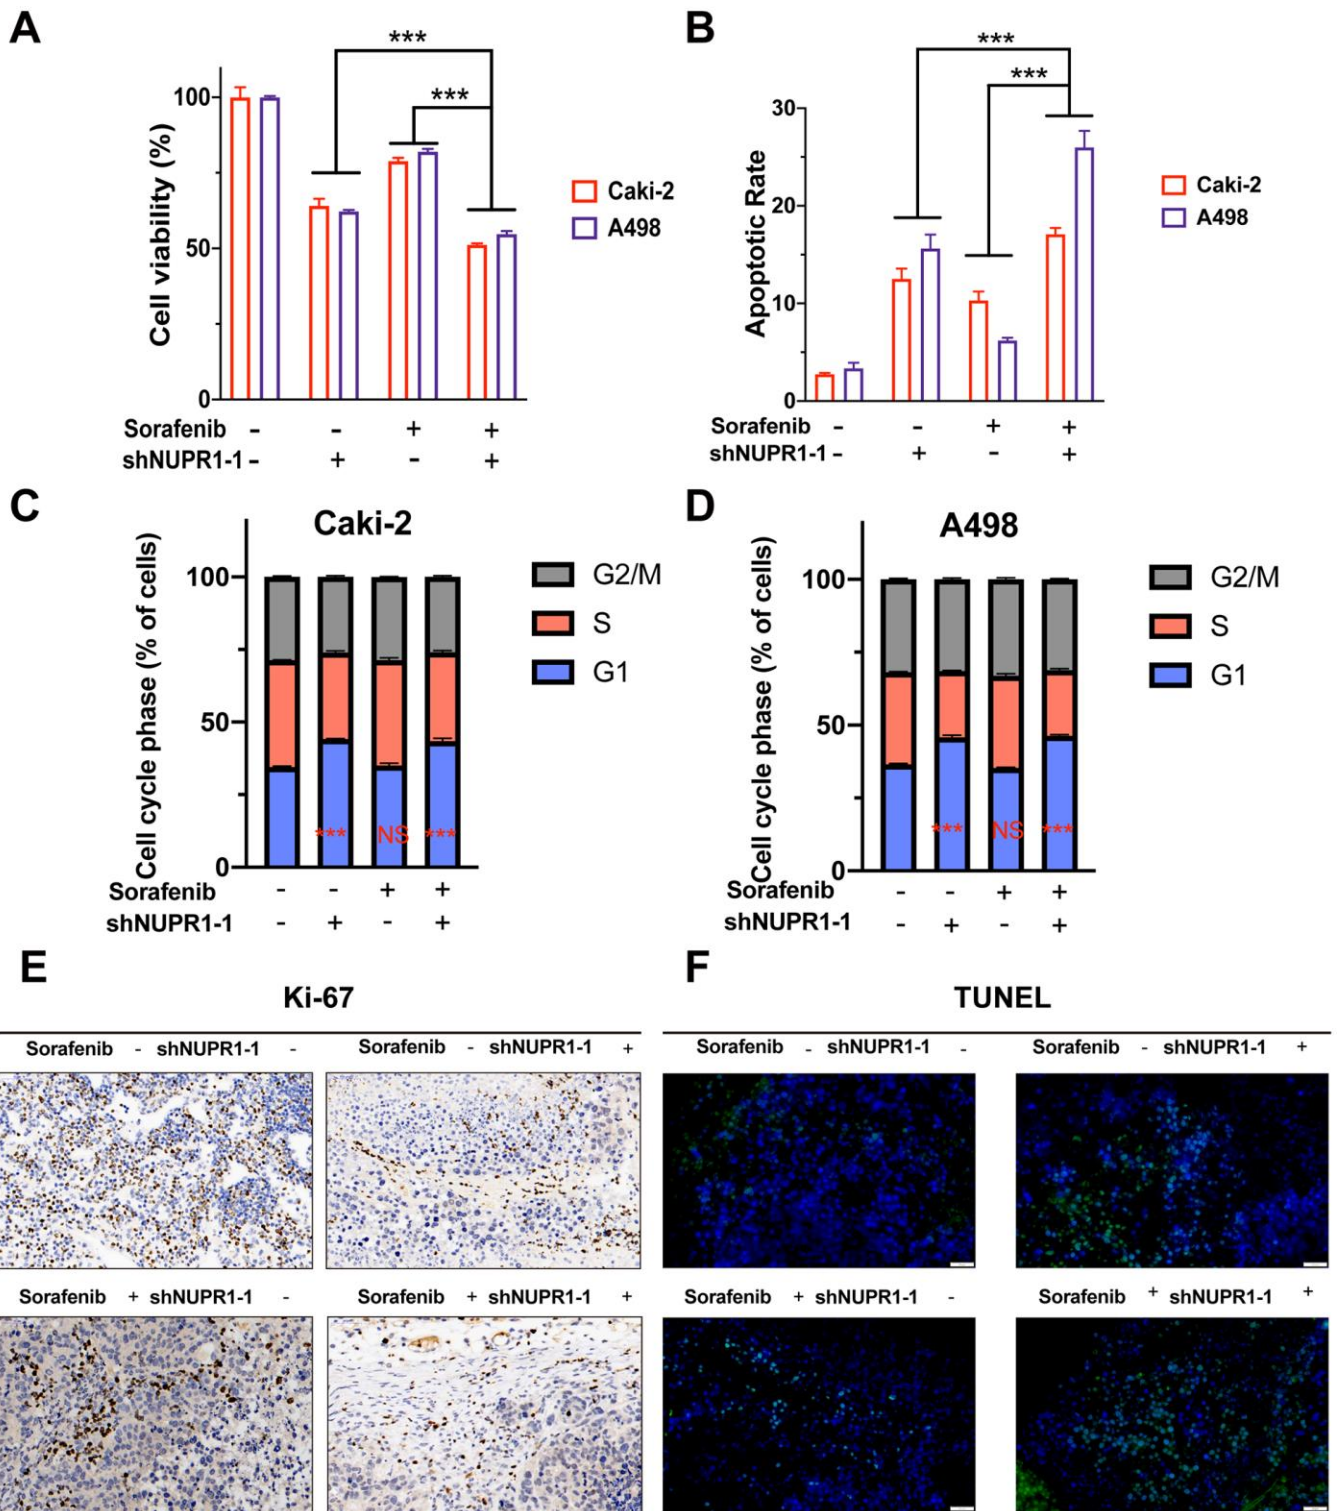 A
***
***
100
50
0
Cell viability (%)
Caki-2
A498
Sorafenib - - + +
shNUPR1-1 - + - +
B
***
***
30
20
10
0
Apoptotic Rate
Caki-2
A498
Sorafenib - - + +
shNUPR1-1 - + - +
C
Caki-2
Cell cycle phase (% of cells)
100
50
0
G2/M
S
G1
*** NS ***
Sorafenib - - + +
shNUPR1-1 - + - +
D
A498
Cell cycle phase (% of cells)
100
50
0
G2/M
S
G1
*** NS ***
Sorafenib - - + +
shNUPR1-1 - + - +
E
Ki-67
Sorafenib - shNUPR1-1 -
Sorafenib - shNUPR1-1 +
Sorafenib + shNUPR1-1 -
Sorafenib + shNUPR1-1 +
F
TUNEL
Sorafenib - shNUPR1-1 -
Sorafenib - shNUPR1-1 +
Sorafenib + shNUPR1-1 -
Sorafenib + shNUPR1-1 +